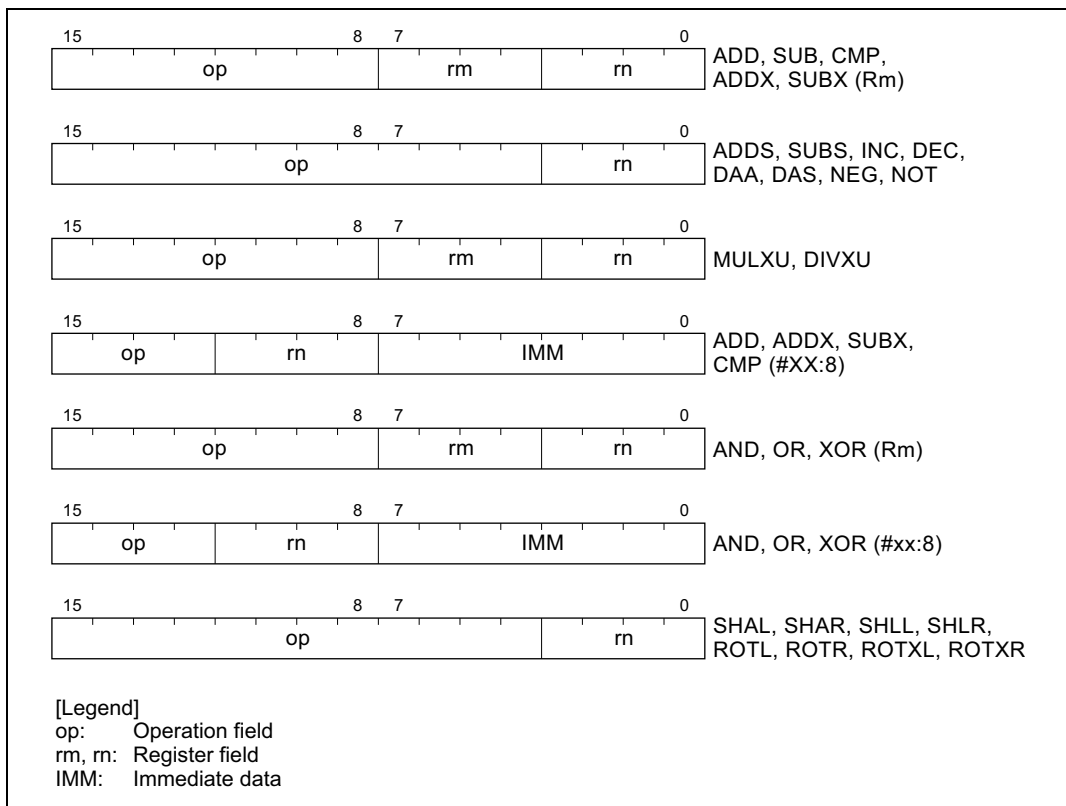 15 8 7 0
op rm rn
ADD, SUB, CMP,
ADDX, SUBX (Rm)
15 8 7 0
op rn
ADDS, SUBS, INC, DEC,
DAA, DAS, NEG, NOT
15 8 7 0
op rm rn
MULXU, DIVXU
15 8 7 0
op rn IMM
ADD, ADDX, SUBX,
CMP (#XX:8)
15 8 7 0
op rm rn
AND, OR, XOR (Rm)
15 8 7 0
op rn IMM
AND, OR, XOR (#xx:8)
15 8 7 0
op rn
SHAL, SHAR, SHLL, SHLR,
ROTL, ROTR, ROTXL, ROTXR
[Legend]
op: Operation field
rm, rn: Register field
IMM: Immediate data